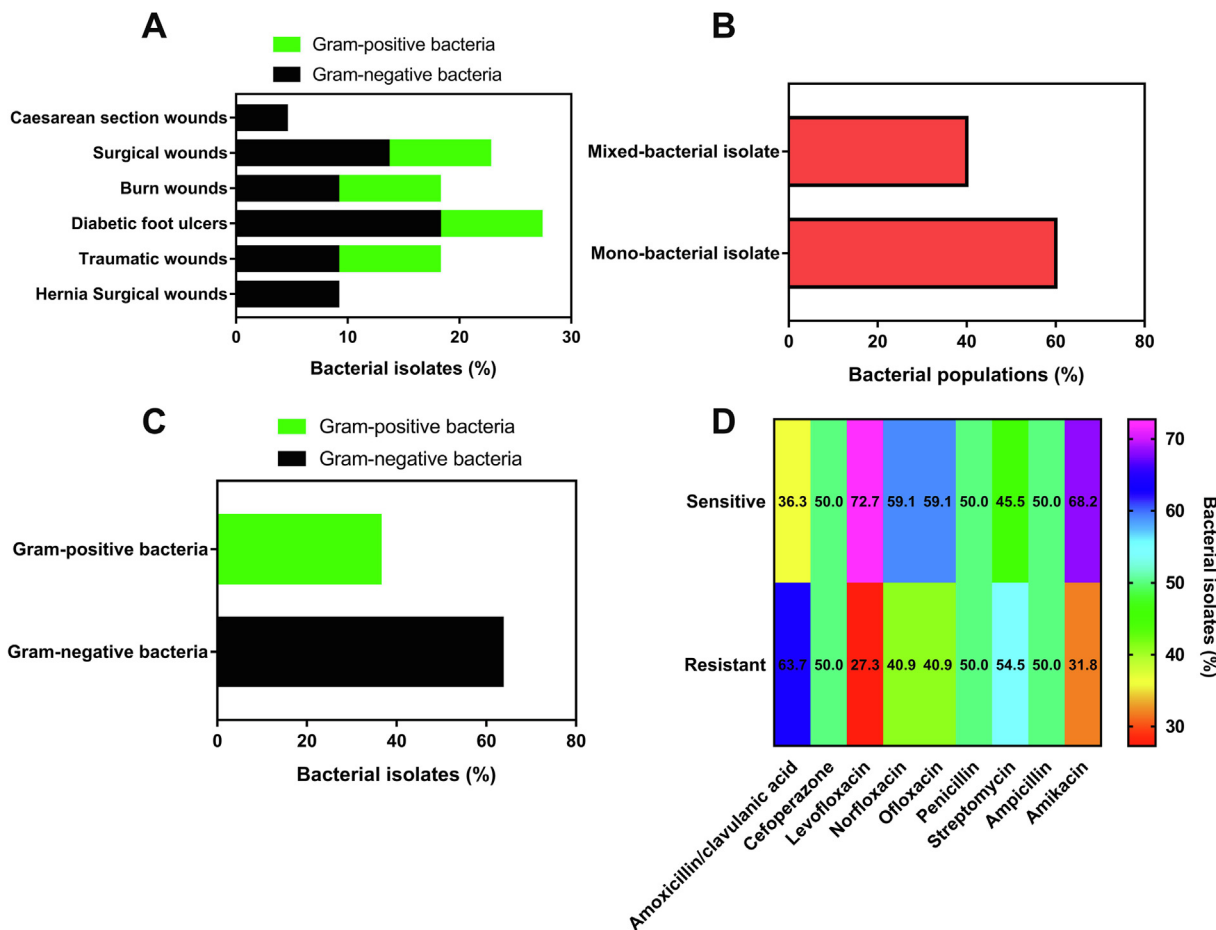 A
Gram-positive bacteria
Gram-negative bacteria
Caesarean section wounds
Surgical wounds
Burn wounds
Diabetic foot ulcers
Traumatic wounds
Hernia Surgical wounds
0 10 20 30
Bacterial isolates (%)
B
Mixed-bacterial isolate
Mono-bacterial isolate
0 20 40 60 80
Bacterial populations (%)
C
Gram-positive bacteria
Gram-negative bacteria
Gram-positive bacteria
Gram-negative bacteria
0 20 40 60 80
Bacterial isolates (%)
D
Sensitive 36.3 50.0 72.7 59.1 59.1 50.0 45.5 50.0 68.2
Resistant 63.7 50.0 27.3 40.9 40.9 50.0 54.5 50.0 31.8
Amoxicillin/clavulanic acid
Cefoperazone
Levofloxacin
Norfloxacin
Ofloxacin
Penicillin
Streptomycin
Ampicillin
Amikacin
70
60
50
40
30
Bacterial isolates (%)